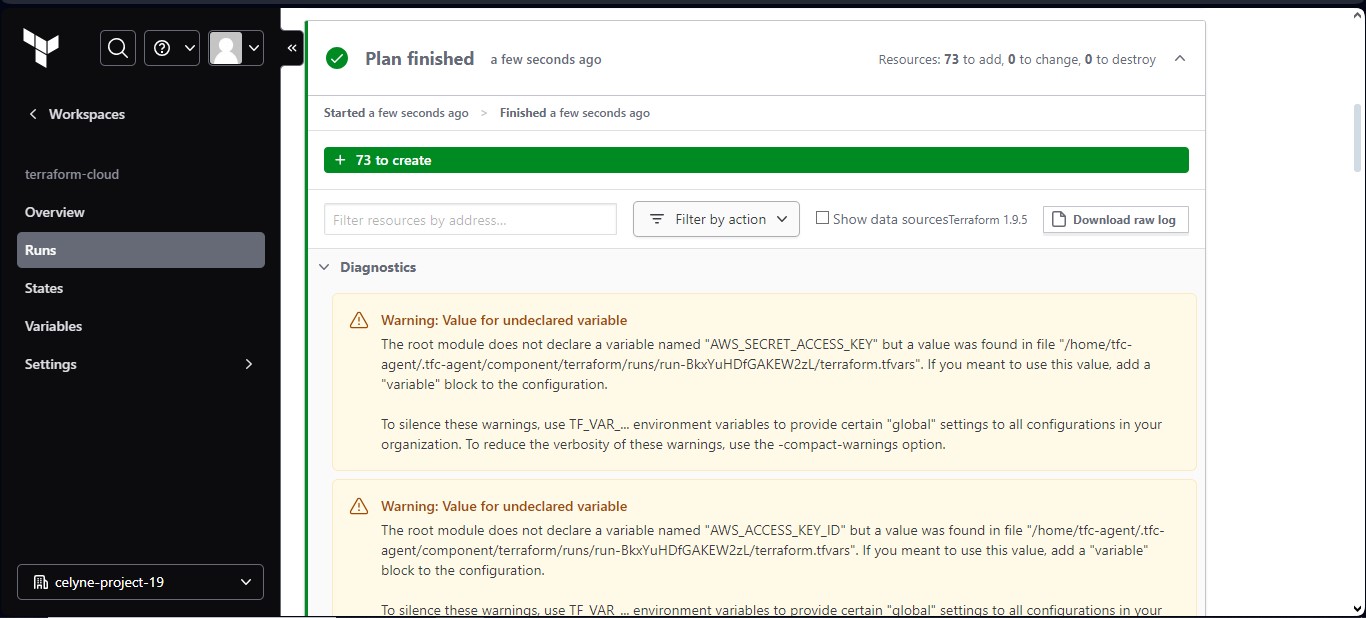 Plan finished a few seconds ago
Resources: 73 to add, 0 to change, 0 to destroy
Workspaces
Started a few seconds ago > Finished a few seconds ago
+ 73 to create
terraform-cloud
Overview
Runs
States
Variables
Settings
celyne-project-19
Filter resources by address...
Filter by action
Show data sources
Terraform 1.9.5
Download raw log
Diagnostics
Warning: Value for undeclared variable
The root module does not declare a variable named "AWS_SECRET_ACCESS_KEY" but a value was found in file "/home/tfc-
agent/.tfc-agent/component/terraform/runs/run-BkxYuHDfGAKEW2zL/terraform.tfvars". If you meant to use this value, add a
"variable" block to the configuration.
To silence these warnings, use TF_VAR_... environment variables to provide certain "global" settings to all configurations in your
organization. To reduce the verbosity of these warnings, use the -compact-warnings option.
Warning: Value for undeclared variable
The root module does not declare a variable named "AWS_ACCESS_KEY_ID" but a value was found in file "/home/tfc-agent/.tfc-
agent/component/terraform/runs/run-BkxYuHDfGAKEW2zL/terraform.tfvars". If you meant to use this value, add a "variable"
block to the configuration.
To silence these warnings, use TF_VAR_... environment variables to provide certain "global" settings to all configurations in your